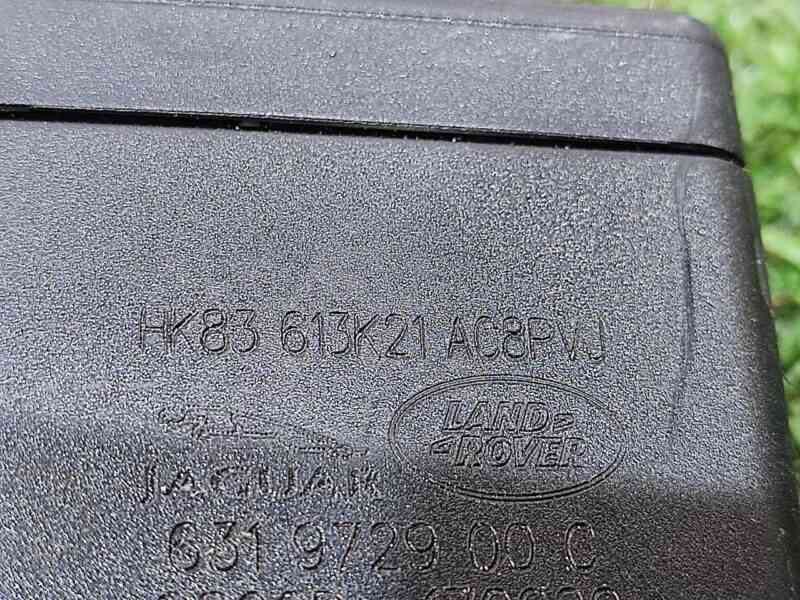 HK83 613K21 AC8PVJ
LAND
ROVER
JAGUAR
631 9729 00 C